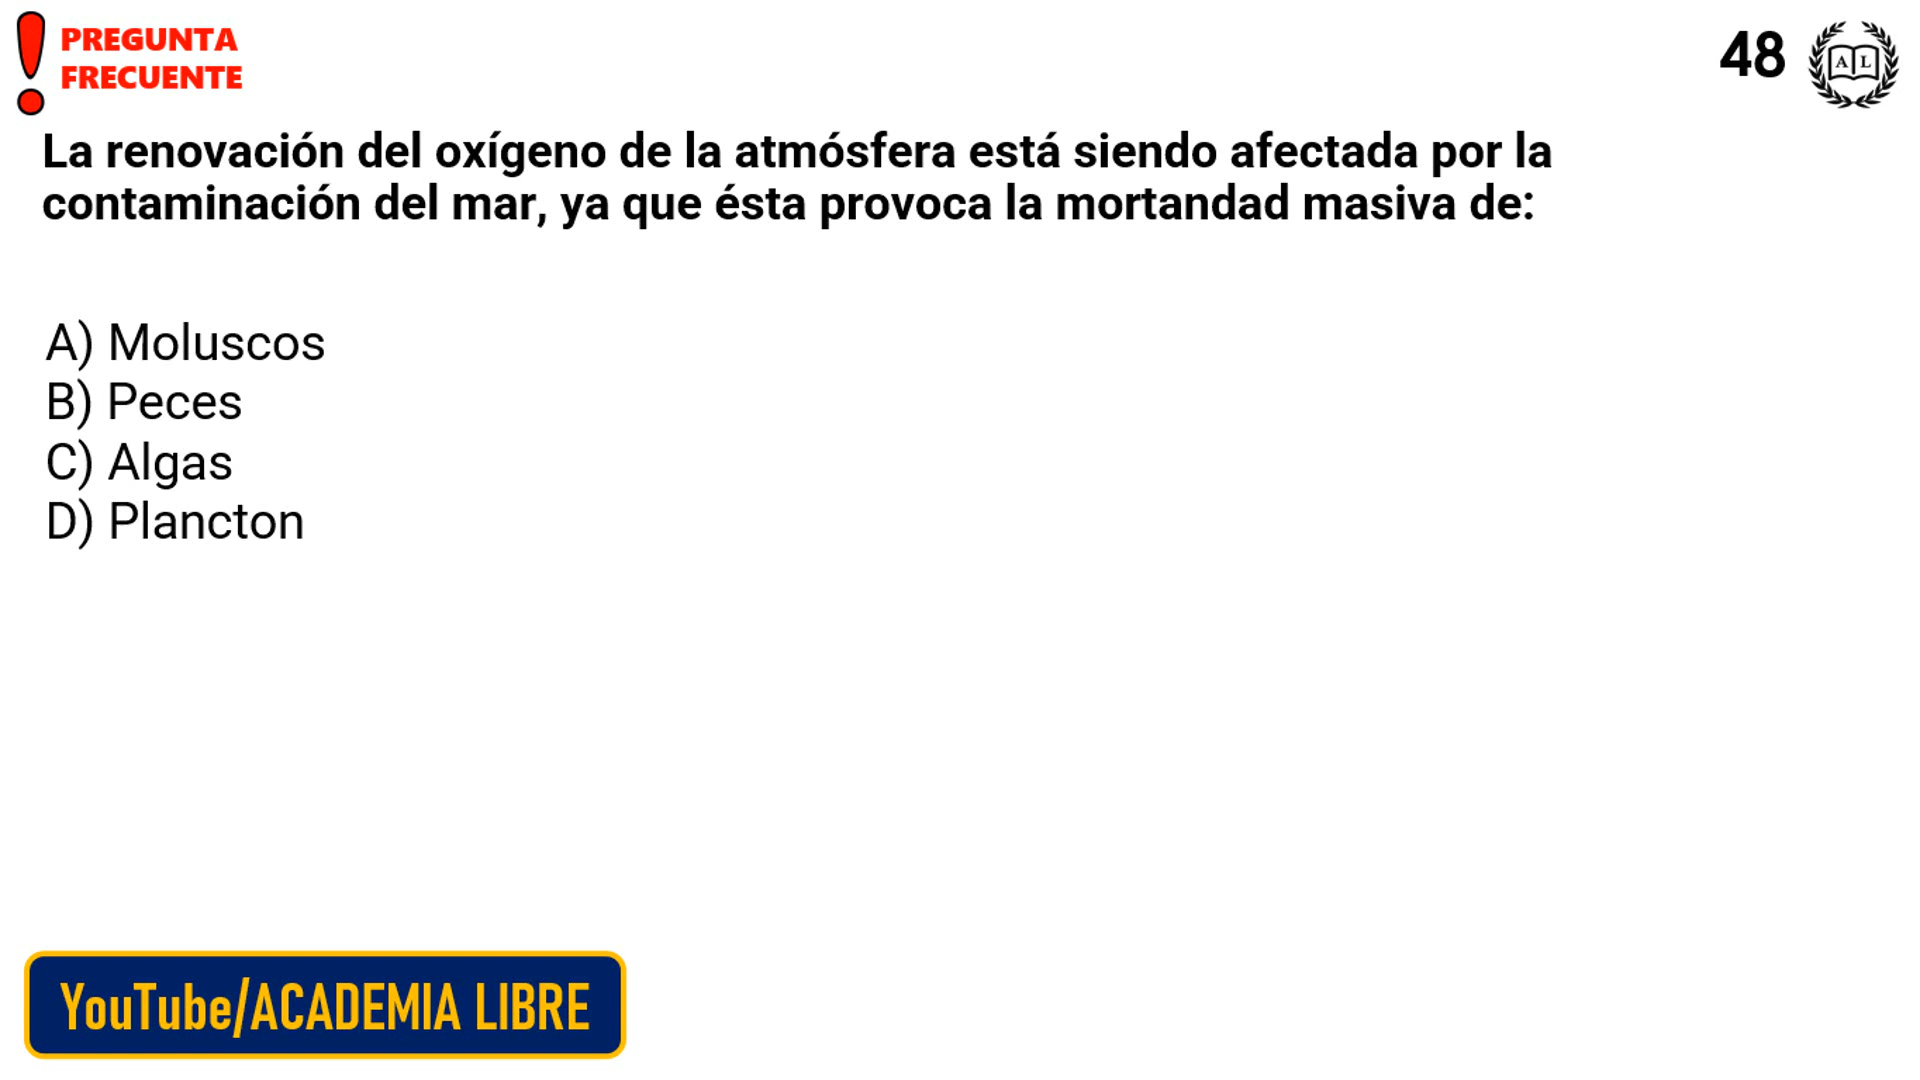 PREGUNTA
FRECUENTE
48
A L
La renovación del oxígeno de la atmósfera está siendo afectada por la
contaminación del mar, ya que ésta provoca la mortandad masiva de:
A) Moluscos
B) Peces
C) Algas
D) Plancton
YouTube/ACADEMIA LIBRE